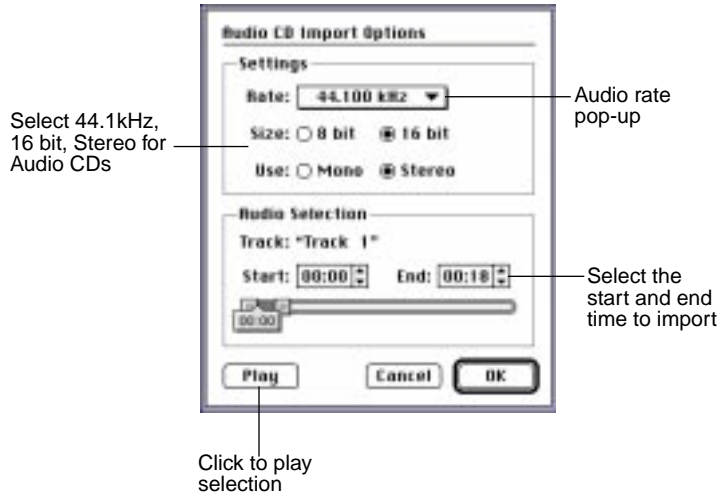 Audio CD Import Options
Settings
Rate: 44.100 kHz
Audio rate
pop-up
Select 44.1kHz,
16 bit, Stereo for
Audio CDs
Size: 8 bit 16 bit
Use: Mono Stereo
Audio Selection
Track: "Track 1"
Start: 00:00 End: 00:18
Select the
start and end
time to import
00:00
Play Cancel OK
Click to play
selection